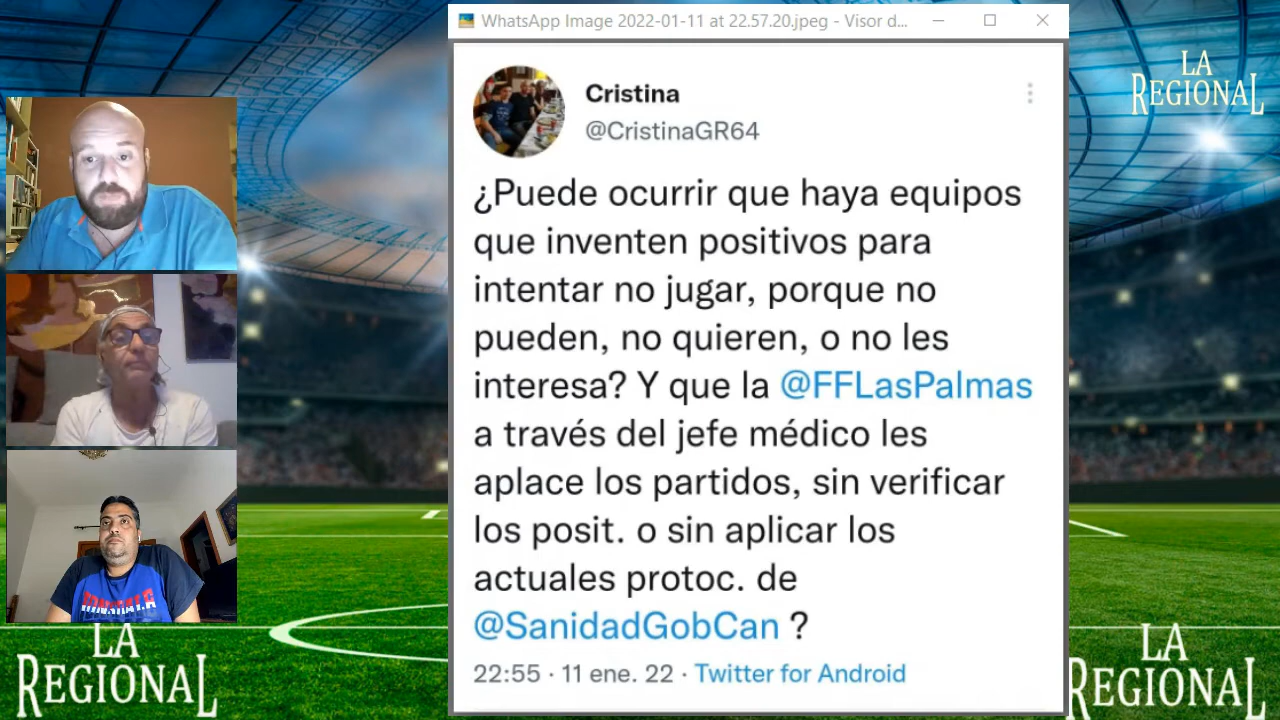 WhatsApp Image 2022-01-11 at 22.57.20.jpeg - Visor d...
Cristina
@CristinaGR64
¿Puede ocurrir que haya equipos
que inventen positivos para
intentar no jugar, porque no
pueden, no quieren, o no les
interesa? Y que la @FFLasPalmas
a través del jefe médico les
aplace los partidos, sin verificar
los posit. o sin aplicar los
actuales protoc. de
@SanidadGobCan ?
22:55 · 11 ene. 22 · Twitter for Android
LA
REGIONAL
LA
REGIONAL
LA
REGIONAL